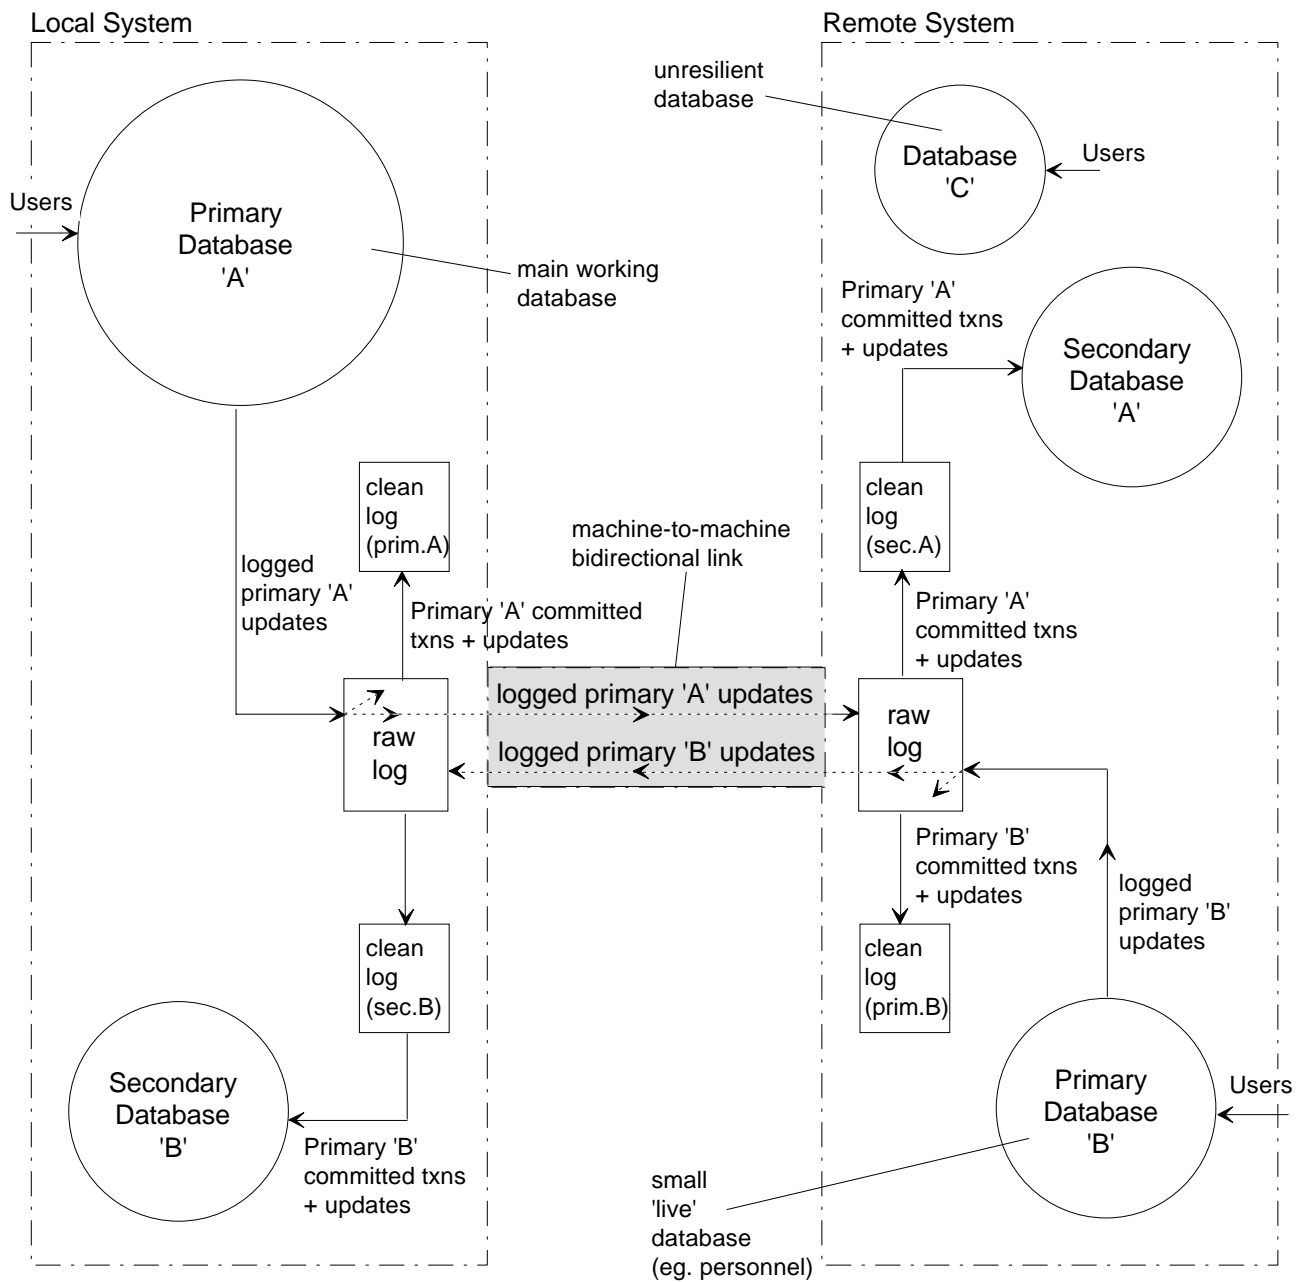 Local System
Remote System
unresilient
database
Database
'C'
Users
Users
Primary
Database
'A'
main working
database
Primary 'A'
committed txns
+ updates
Secondary
Database
'A'
clean
log
(prim.A)
machine-to-machine
bidirectional link
clean
log
(sec.A)
logged
primary 'A'
updates
Primary 'A' committed
txns + updates
Primary 'A'
committed txns
+ updates
logged primary 'A' updates
logged primary 'B' updates
raw
log
raw
log
Primary 'B'
committed txns
+ updates
logged
primary 'B'
updates
clean
log
(sec.B)
clean
log
(prim.B)
Secondary
Database
'B'
Primary 'B'
committed txns
+ updates
Primary
Database
'B'
Users
small
'live'
database
(eg. personnel)